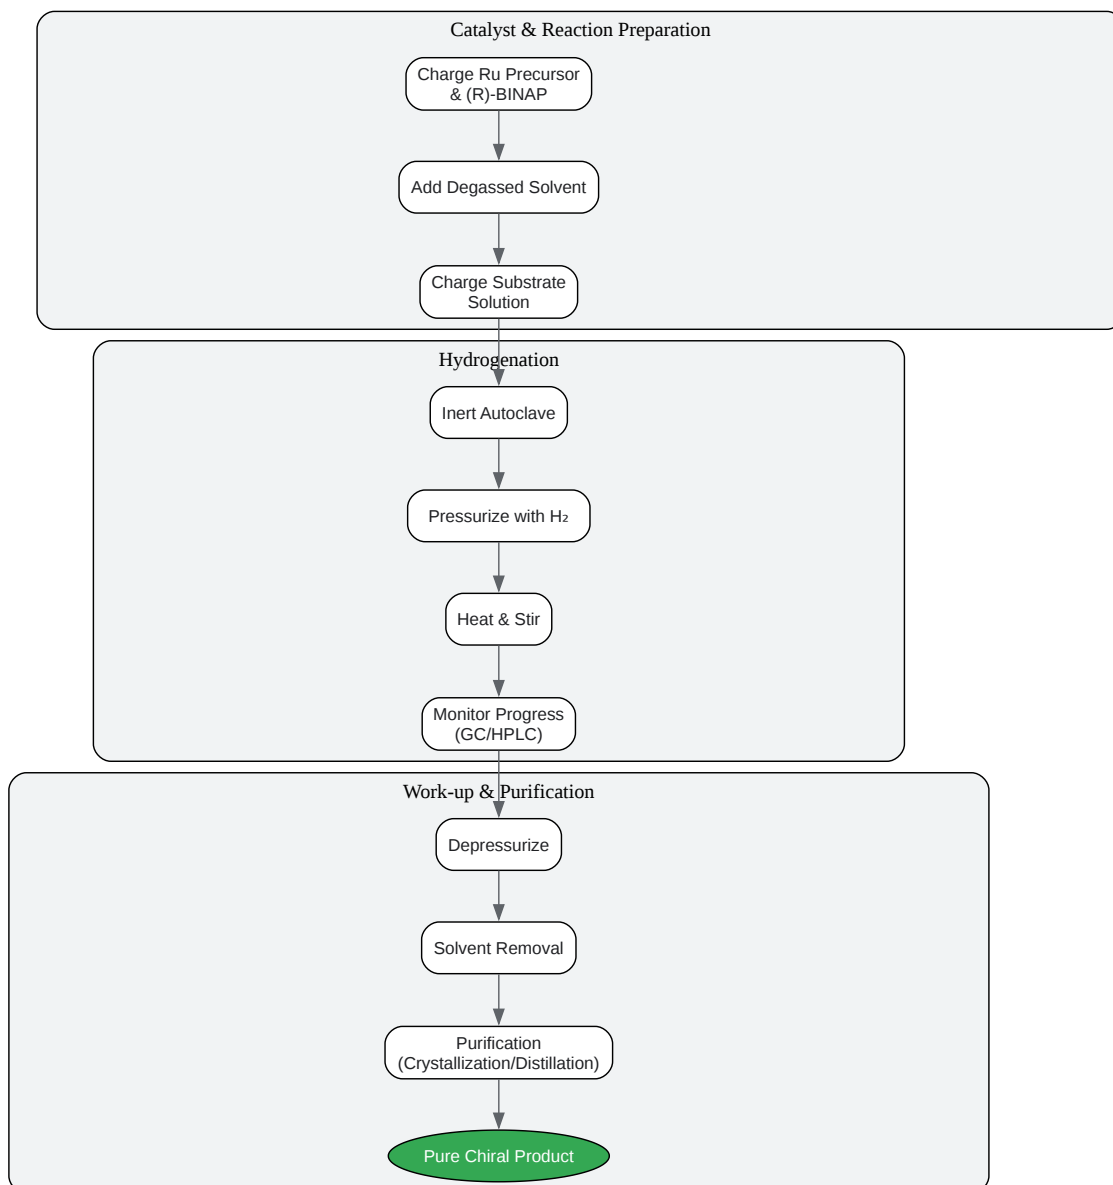 Catalyst & Reaction Preparation
Charge Ru Precursor
& (R)-BINAP
Add Degassed Solvent
Charge Substrate
Solution
Hydrogenation
Inert Autoclave
Pressurize with H₂
Heat & Stir
Monitor Progress
(GC/HPLC)
Work-up & Purification
Depressurize
Solvent Removal
Purification
(Crystallization/Distillation)
Pure Chiral Product